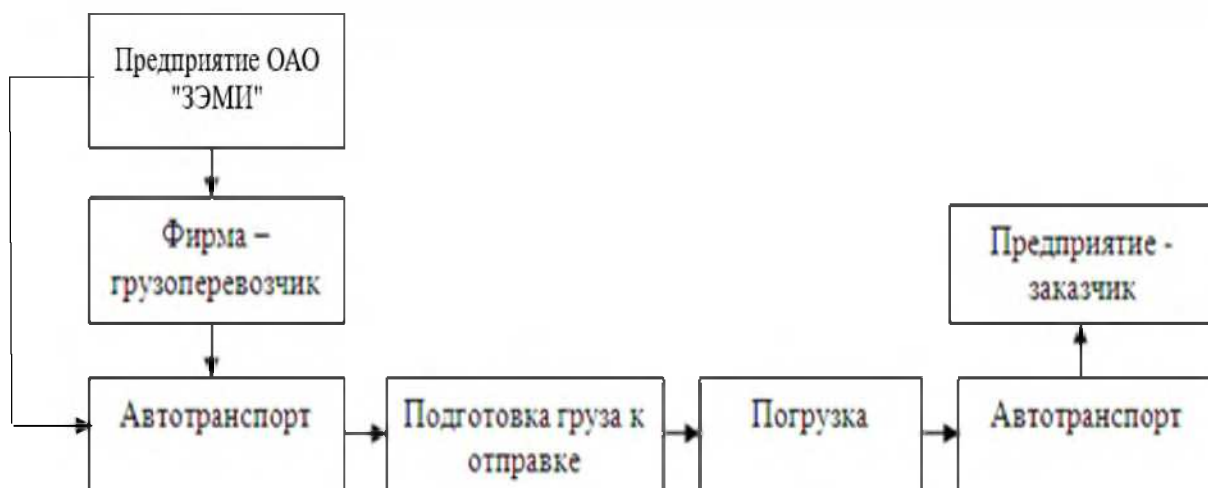 Предприятие ОАО
"ЗЭМИ"
Фирма –
грузоперевозчик
Предприятие -
заказчик
Автотранспорт
Подготовка груза к
отправке
Погрузка
Автотранспорт